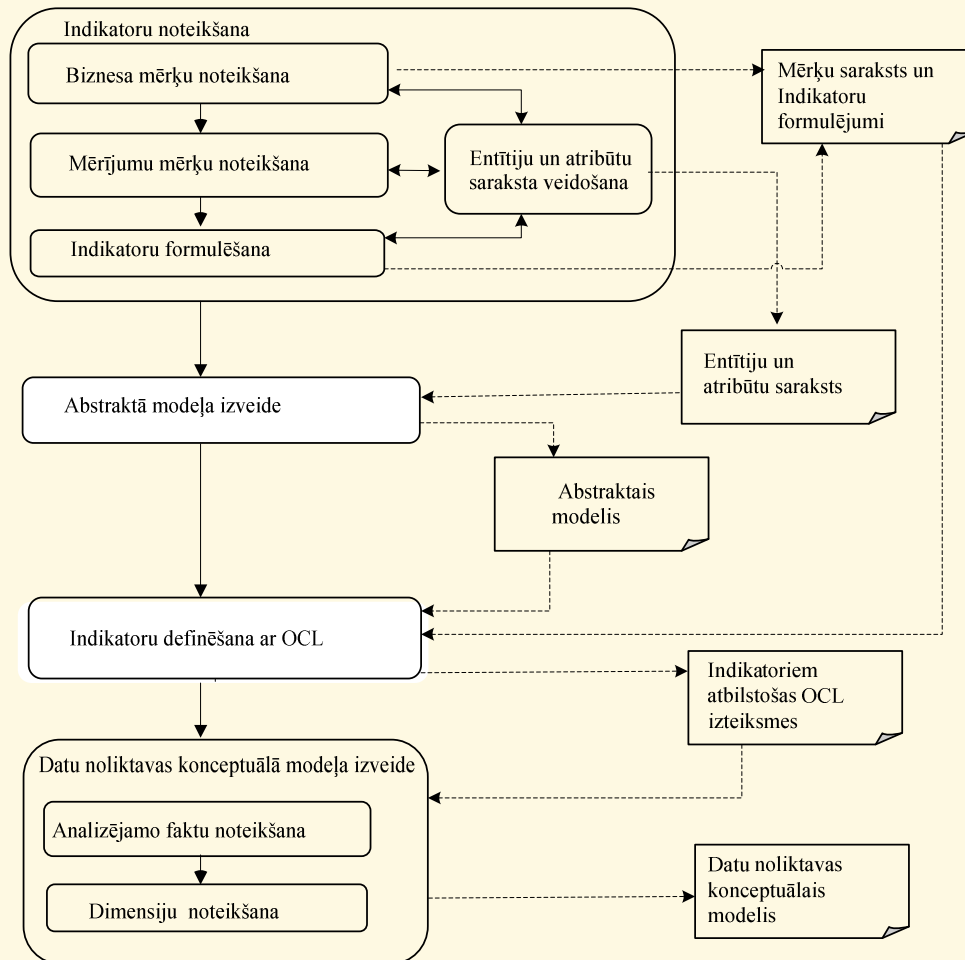 Indikatoru noteikšana
Biznesa mērķu noteikšana
Mērķu saraksts un
Indikatoru
formulējumi
Mērījumu mērķu noteikšana
Entītiju un atribūtu
saraksta veidošana
Indikatoru formulēšana
Entītiju un
atribūtu saraksts
Abstraktā modeļa izveide
Abstraktais
modelis
Indikatoru definēšana ar OCL
Indikatoriem
atbilstošas OCL
izteiksmes
Datu noliktavas konceptuālā modeļa izveide
Analizējamo faktu noteikšana
Dimensiju noteikšana
Datu noliktavas
konceptuālais
modelis